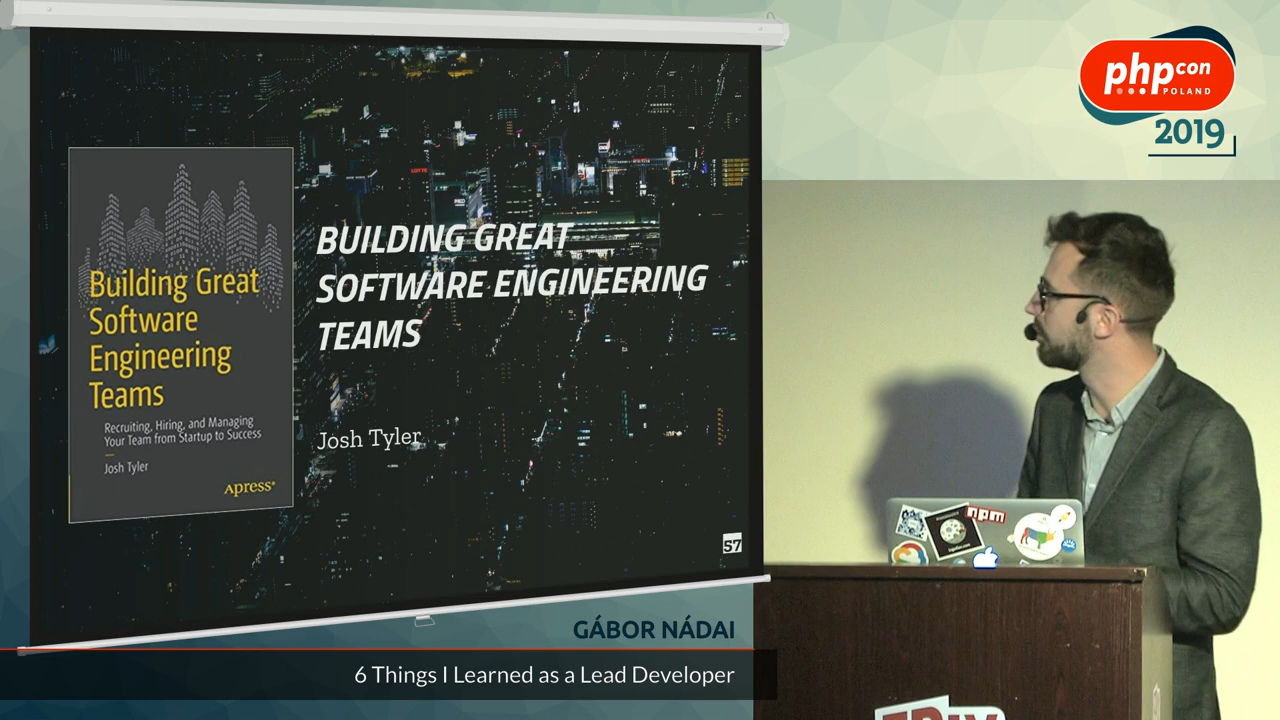 Building Great
Software
Engineering
Teams
Recruiting, Hiring, and Managing
Your Team from Startup to Success
Josh Tyler
Apress®
BUILDING GREAT
SOFTWARE ENGINEERING
TEAMS
Josh Tyler
S7
php con
POLAND
2019
npm
GÁBOR NÁDAI
6 Things I Learned as a Lead Developer